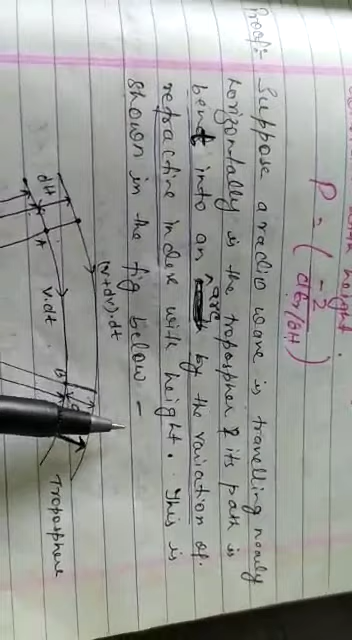 height.
P = ( -2 / dεr/dH )
Proof:- Suppose a radio wave is travelling nearly
horizontally in the troposphere & its path is
bent into an arc by the variation of
refractive index with height. This is
shown in the fig below -
(v+dv).dt
dH
v.dt
A
B
Troposphere